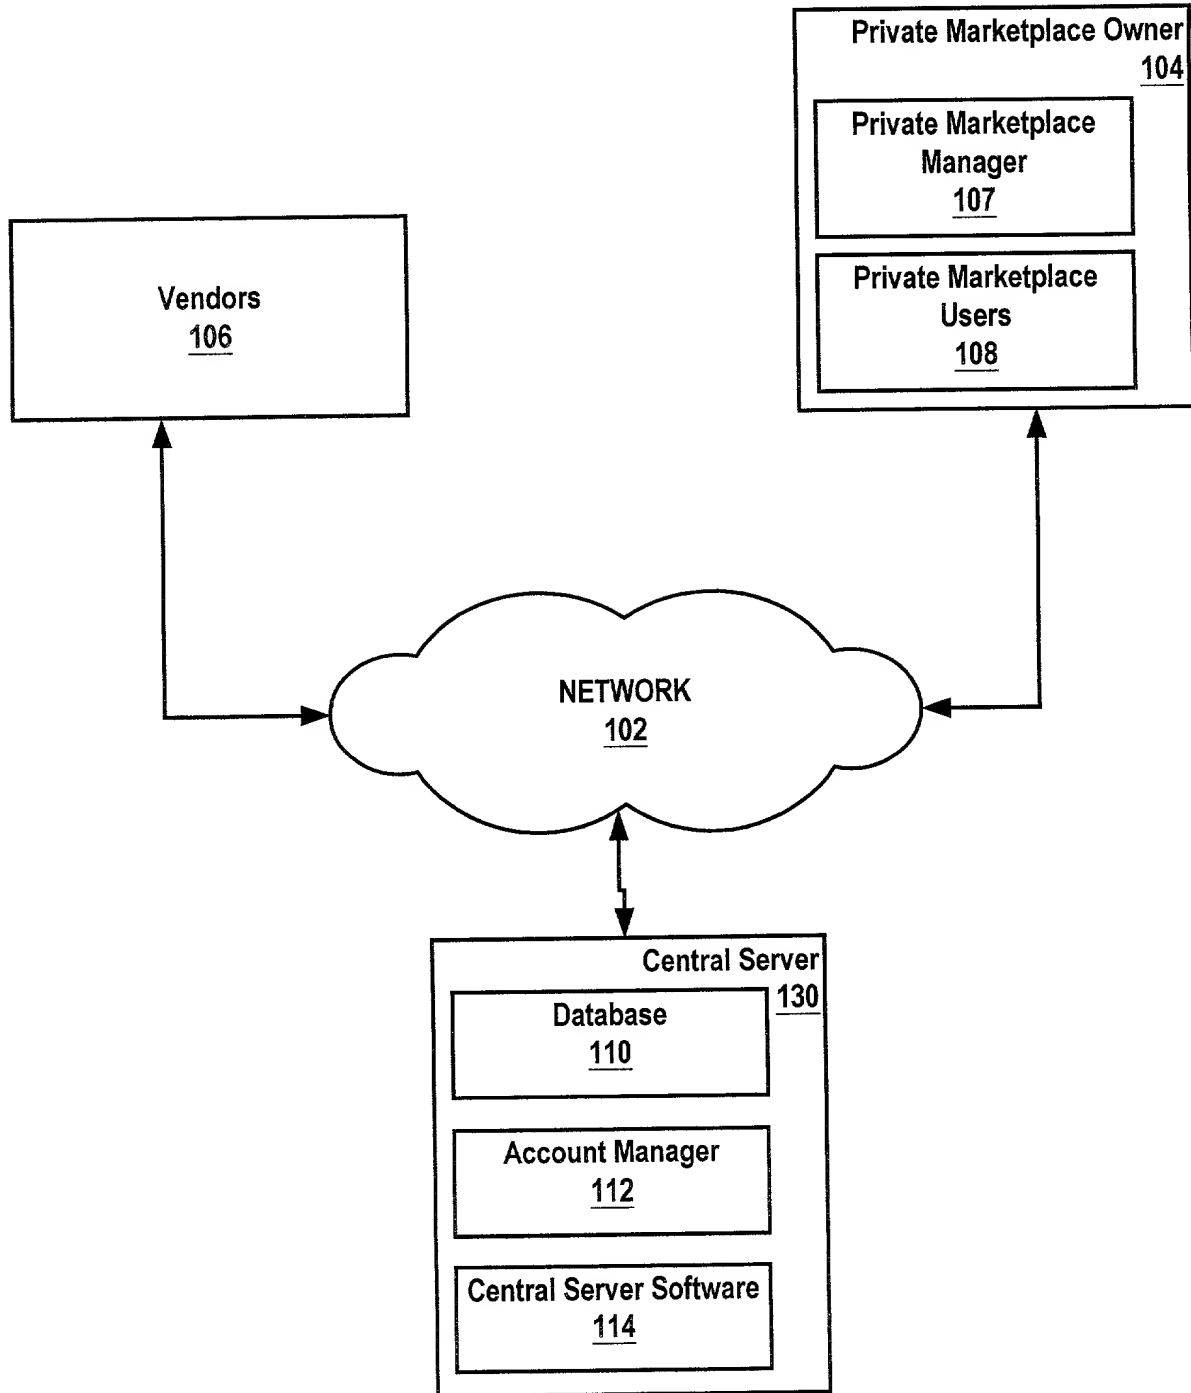 Private Marketplace Owner
104
Private Marketplace
Manager
107
Private Marketplace
Users
108
Vendors
106
NETWORK
102
Central Server
130
Database
110
Account Manager
112
Central Server Software
114